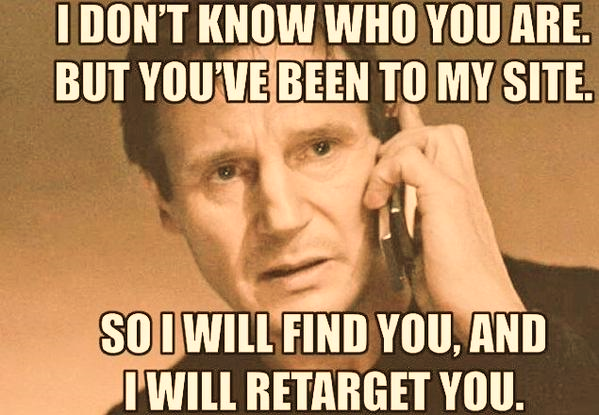 I DON'T KNOW WHO YOU ARE.
BUT YOU'VE BEEN TO MY SITE.
SO I WILL FIND YOU, AND
I WILL RETARGET YOU.